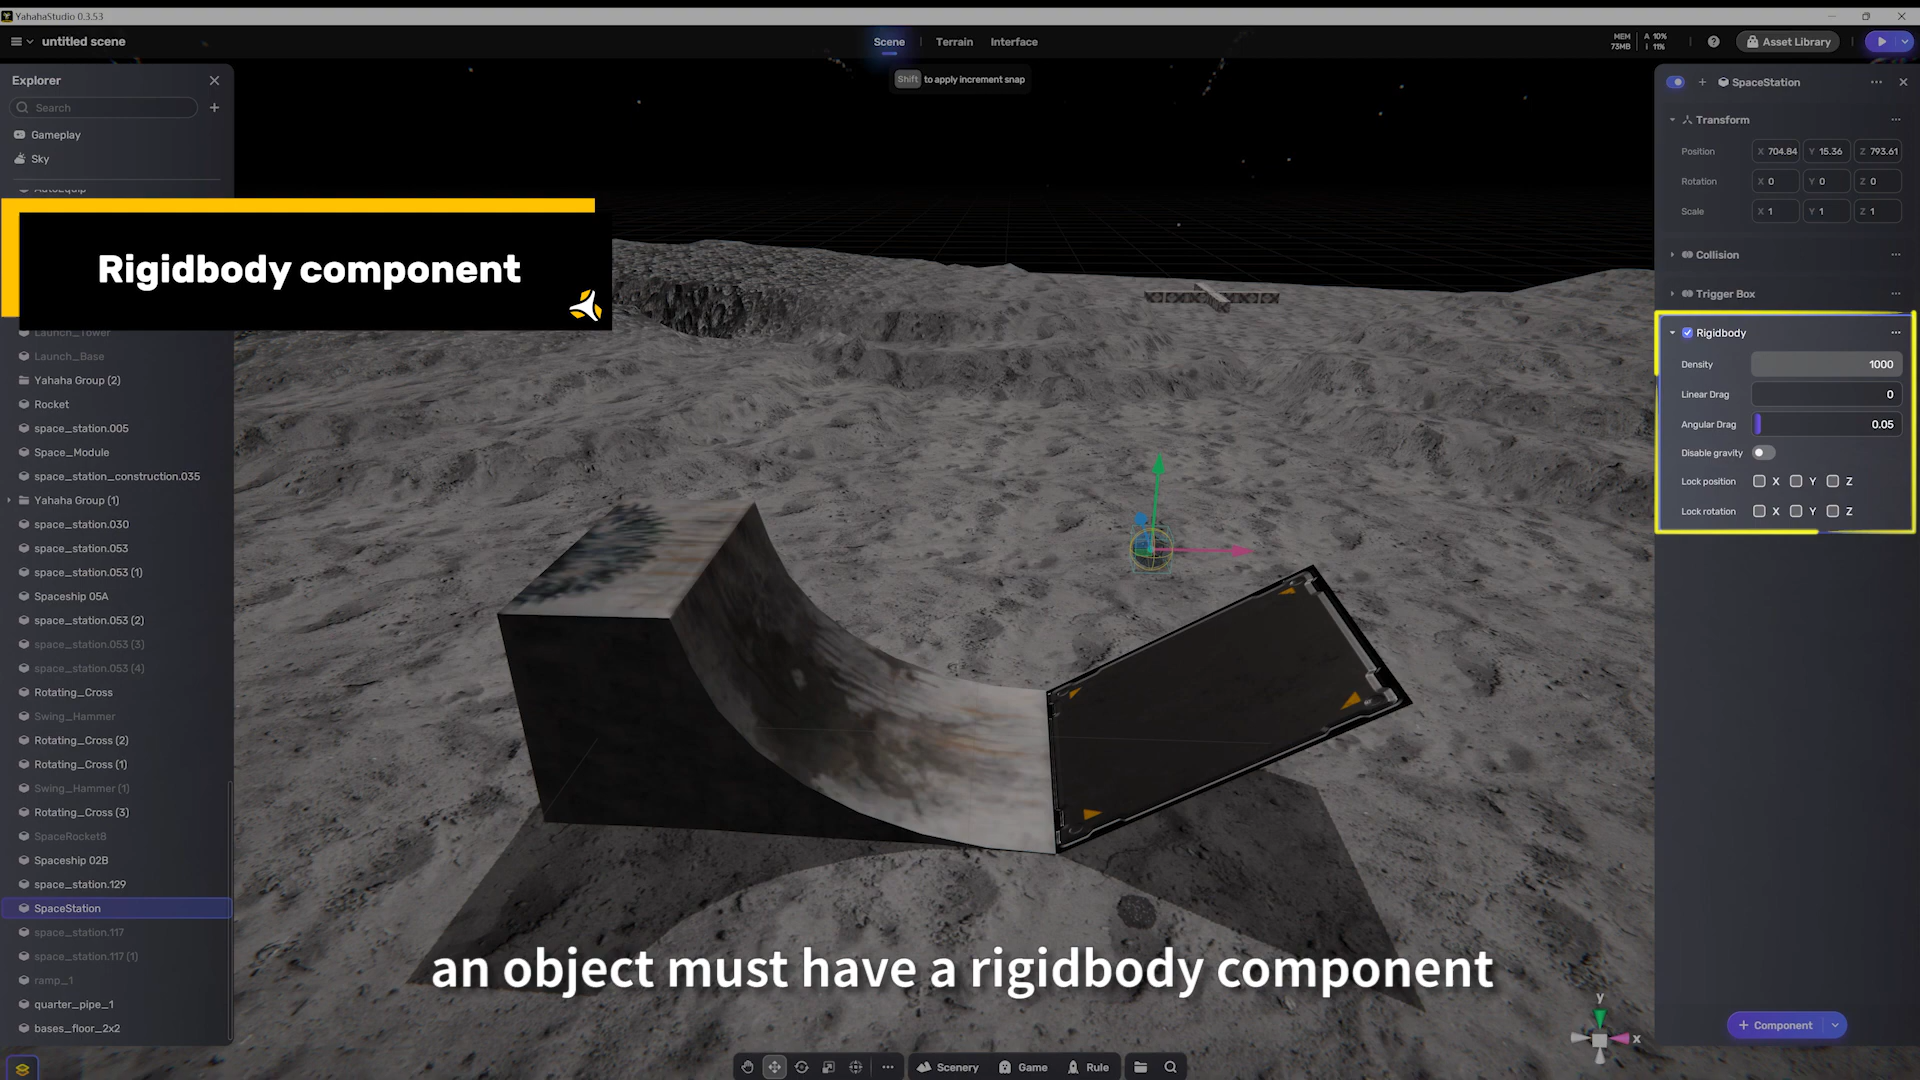 YahahaStudio 0.3.53
untitled scene
Scene
Terrain
Interface
MEM
73MB
A 10%
i 11%
Asset Library
Shift to apply increment snap
Explorer
Search
Gameplay
Sky
AutoEquip
Rigidbody component
Launch_Tower
Launch_Base
Yahaha Group (2)
Rocket
space_station.005
Space_Module
space_station_construction.035
Yahaha Group (1)
space_station.030
space_station.053
space_station.053 (1)
Spaceship 05A
space_station.053 (2)
space_station.053 (3)
space_station.053 (4)
Rotating_Cross
Swing_Hammer
Rotating_Cross (2)
Rotating_Cross (1)
Swing_Hammer (1)
Rotating_Cross (3)
SpaceRocketB
Spaceship 02B
space_station.129
SpaceStation
space_station.117
space_station.117 (1)
ramp_1
quarter_pipe_1
bases_floor_2x2
SpaceStation
Transform
Position X 704.84 Y 15.36 Z 793.61
Rotation X 0 Y 0 Z 0
Scale X 1 Y 1 Z 1
Collision
Trigger Box
Rigidbody
Density 1000
Linear Drag 0
Angular Drag 0.05
Disable gravity
Lock position X Y Z
Lock rotation X Y Z
an object must have a rigidbody component
y
x
+ Component
Scenery
Game
Rule